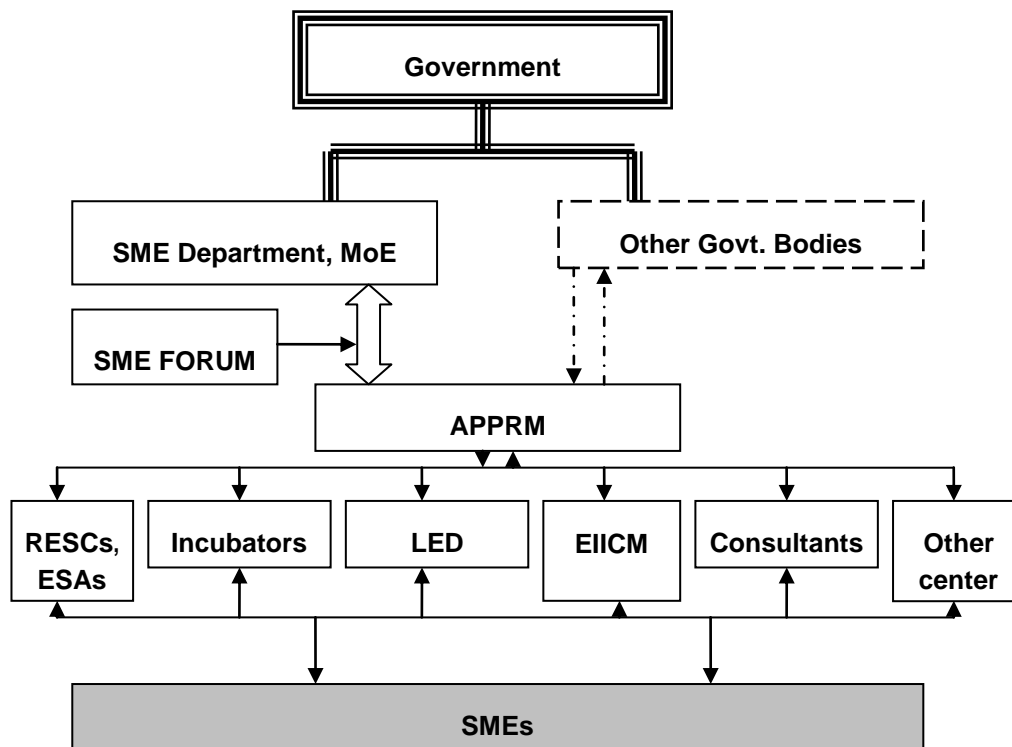 Government
SME Department, MoE
Other Govt. Bodies
SME FORUM
APPRM
RESCs,
ESAs
Incubators
LED
EIICM
Consultants
Other
center
SMEs